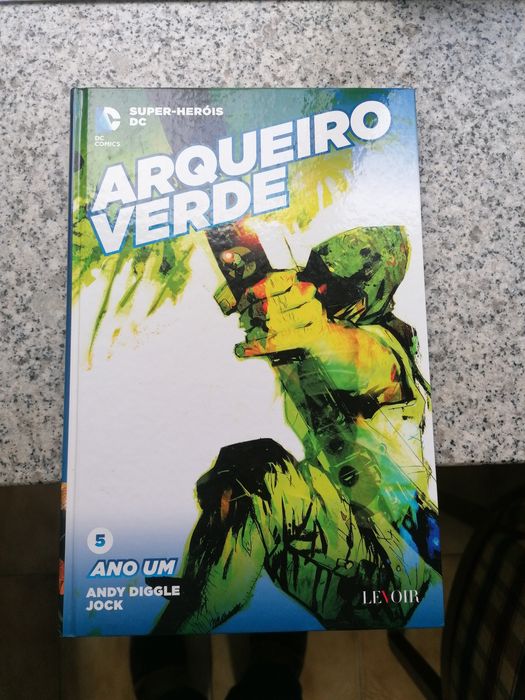 SUPER-HERÓIS
DC
DC
COMICS
ARQUEIRO
VERDE
5
ANO UM
ANDY DIGGLE
JOCK
LEVOIR